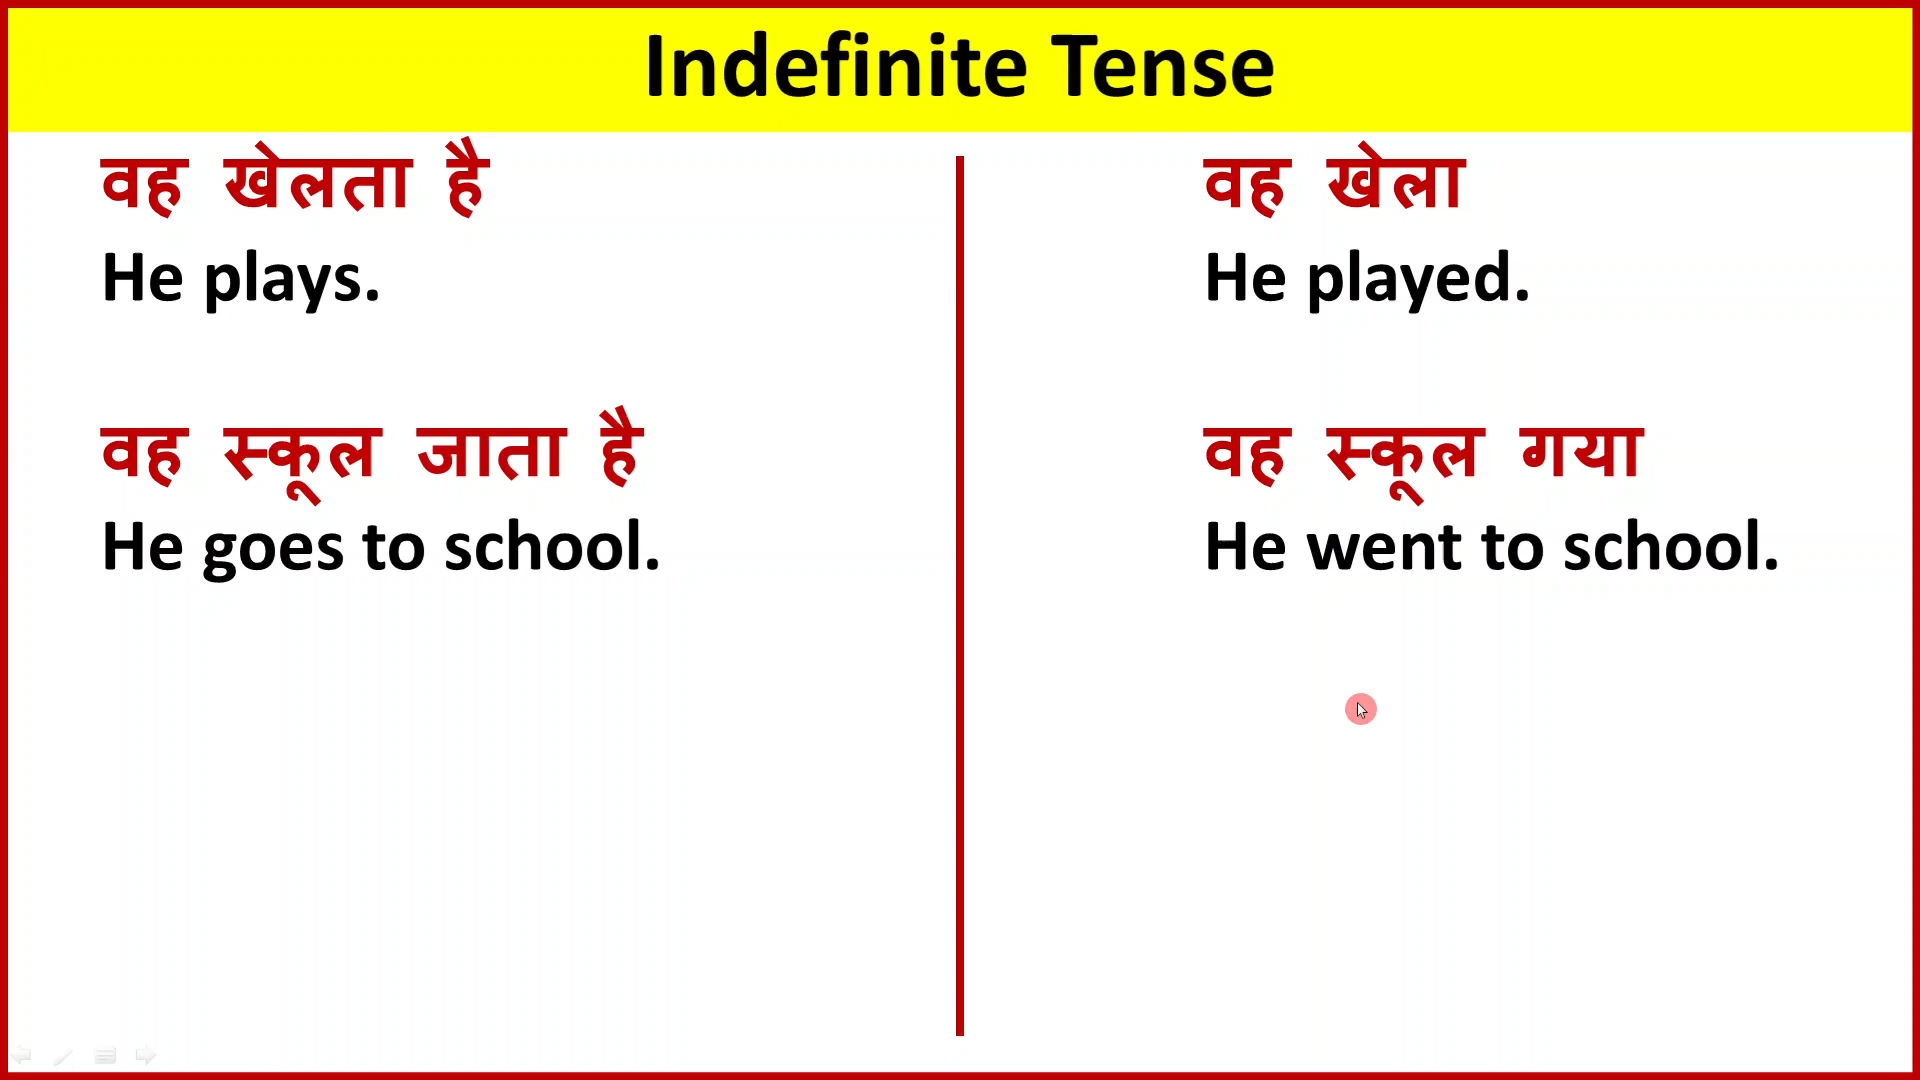 Indefinite Tense
वह खेलता है
He plays.
वह स्कूल जाता है
He goes to school.
वह खेला
He played.
वह स्कूल गया
He went to school.